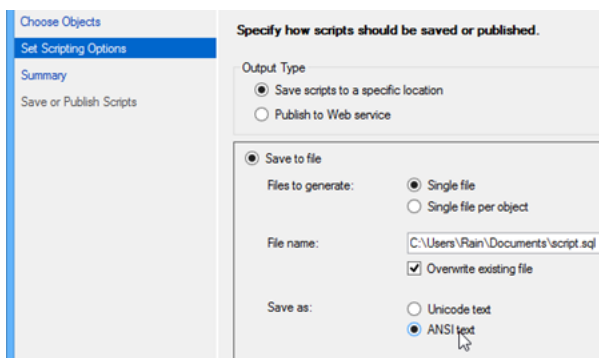 Choose Objects
Set Scripting Options
Summary
Save or Publish Scripts
Specify how scripts should be saved or published.
Output Type
Save scripts to a specific location
Publish to Web service
Save to file
Files to generate:
Single file
Single file per object
File name:
C:\Users\Rain\Documents\script.sql
Overwrite existing file
Save as:
Unicode text
ANSI text